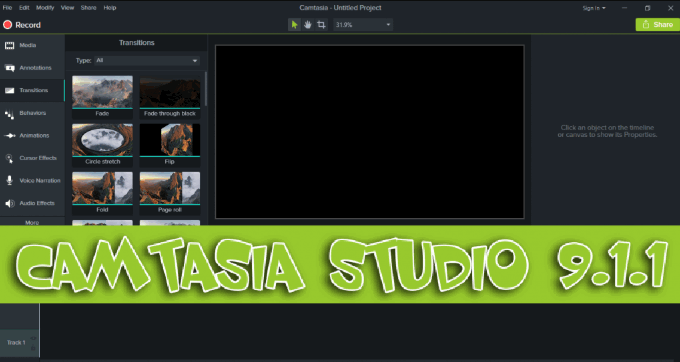 File Edit Modify View Share Help
Camtasia - Untitled Project
Sign In
Record
31.9%
Share
Media
Annotations
Transitions
Behaviors
Animations
Cursor Effects
Voice Narration
Audio Effects
More
Transitions
Type: All
Fade
Fade through black
Circle stretch
Flip
Fold
Page roll
Click an object on the timeline
or canvas to show its Properties.
CAMTASIA STUDIO 9.1.1
Track 1